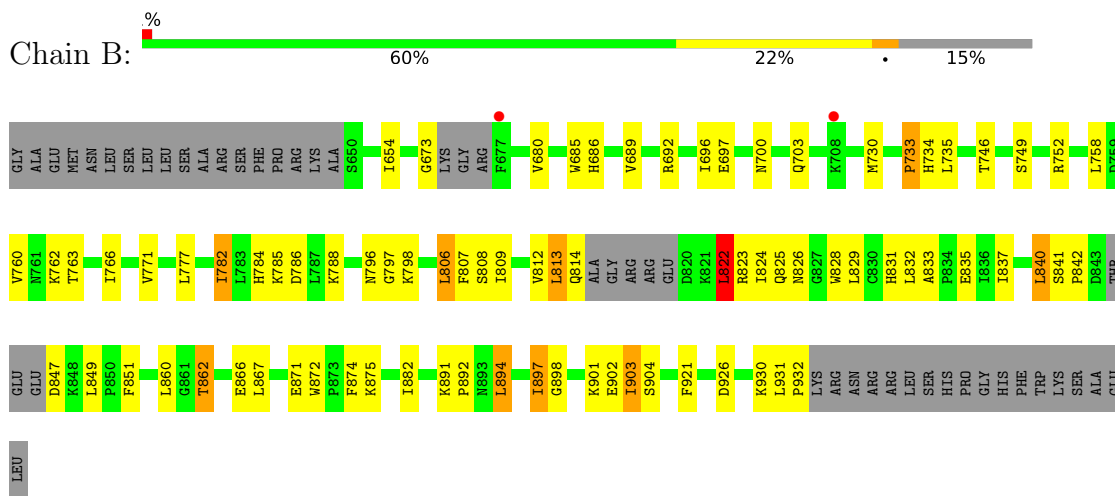 %
Chain B:
60% 22% • 15%
GLY ALA GLU MET ASN LEU SER LEU LEU SER ALA ARG SER PHE PRO ARG LYS ALA S650 I654 G673 LYS GLY ARG F677 V680 W685 H686 V689 R692 I696 E697 N700 Q703 K708 M730 P733 H734 L735 T746 S749 R752 L758 D759
V760 N761 K762 T763 I766 V771 L777 I782 L783 H784 K785 D786 L787 K788 N796 G797 K798 L806 F807 S808 I809 V812 L813 Q814 ALA GLY ARG ARG GLU D820 K821 L822 R823 I824 Q825 N826 G827 W828 L829 C830 H831 L832 A833 P834 E835 I836 I837 L840 S841 P842 D843 THR
GLU GLU D847 K848 L849 P850 F851 L860 G861 T862 E866 L867 E871 W872 P873 F874 K875 I882 K891 P892 N893 L894 I897 G898 K901 E902 I903 S904 F921 D926 K930 L931 P932 LYS ARG ASN ARG ARG LEU SER HIS PRO GLY HIS PHE TRP LYS SER ALA GLU
LEU